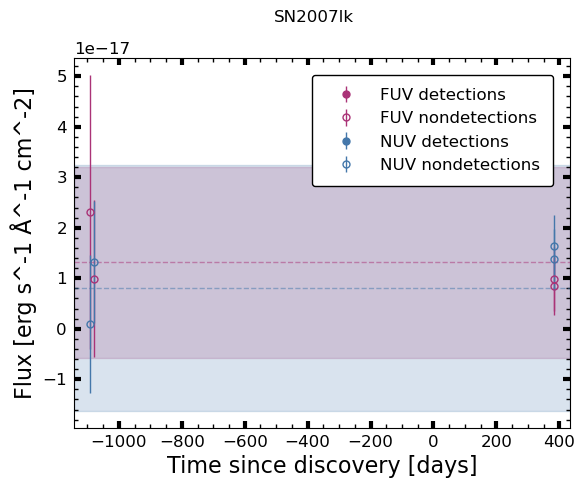 SN2007lk
1e−17
FUV detections
FUV nondetections
NUV detections
NUV nondetections
Flux [erg s^-1 Å^-1 cm^-2]
5
4
3
2
1
0
−1
−1000 −800 −600 −400 −200 0 200 400
Time since discovery [days]